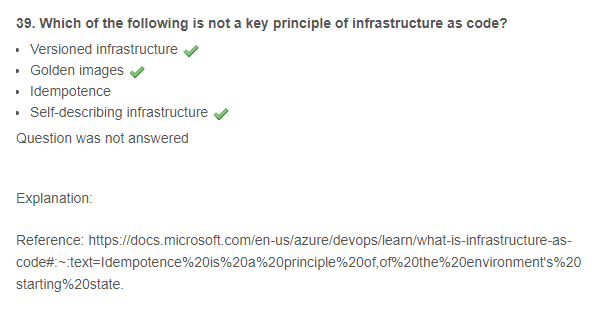 39. Which of the following is not a key principle of infrastructure as code?
• Versioned infrastructure
• Golden images
• Idempotence
• Self-describing infrastructure
Question was not answered
Explanation:
Reference: https://docs.microsoft.com/en-us/azure/devops/learn/what-is-infrastructure-as-
code#:~:text=Idempotence%20is%20a%20principle%20of,of%20the%20environment's%20
starting%20state.